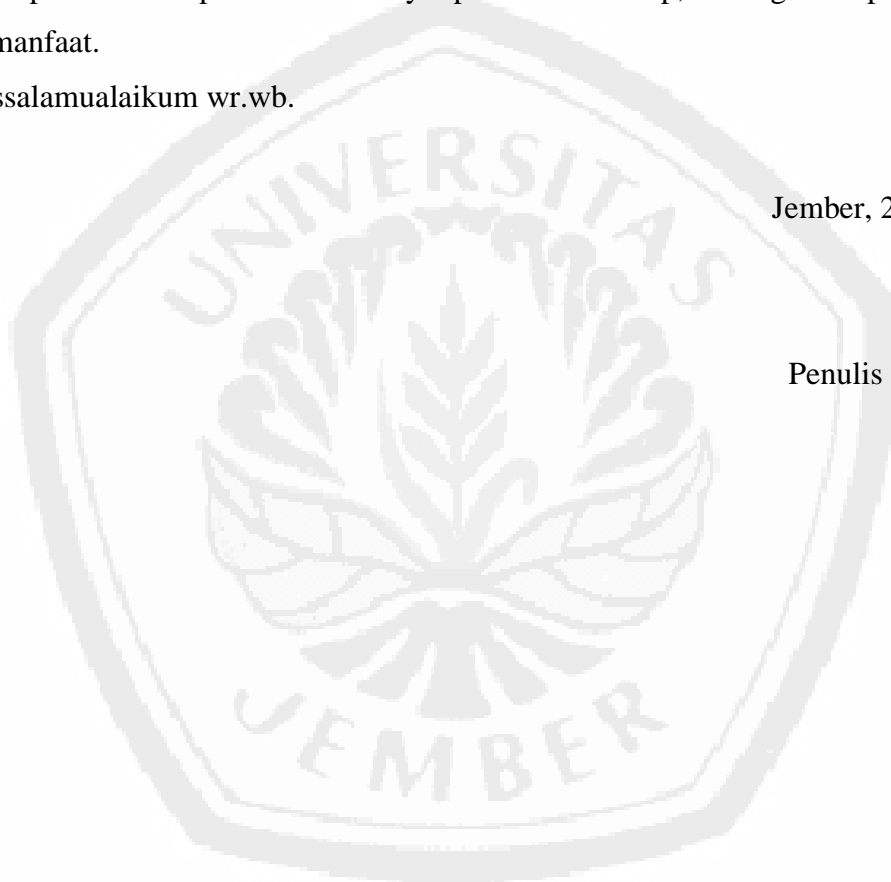 manfaat.
ssalamualaikum wr.wb.
Jember, 2
Penulis
UNIVERSITAS
JEMBER